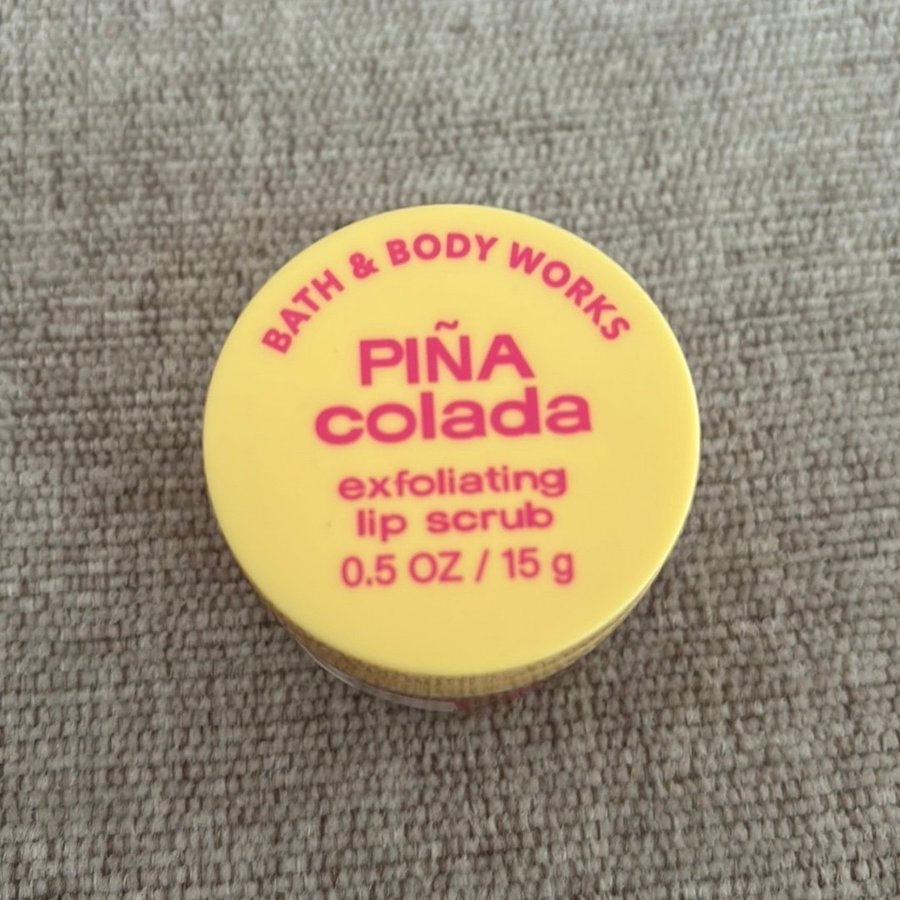 BATH & BODY WORKS
PIÑA
colada
exfoliating
lip scrub
0.5 OZ / 15 g